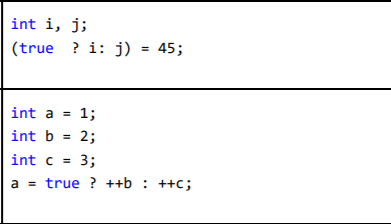 int i, j;
(true  ? i: j) = 45;
int a = 1;
int b = 2;
int c = 3;
a = true ? ++b : ++c;